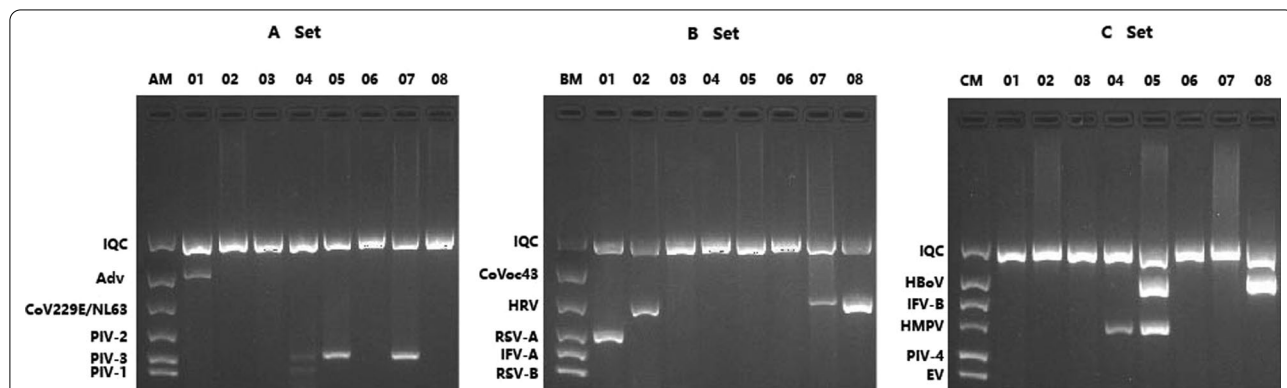 A Set
AM 01 02 03 04 05 06 07 08
IQC
Adv
CoV229E/NL63
PIV-2
PIV-3
PIV-1
B Set
BM 01 02 03 04 05 06 07 08
IQC
CoVoc43
HRV
RSV-A
IFV-A
RSV-B
C Set
CM 01 02 03 04 05 06 07 08
IQC
HBoV
IFV-B
HMPV
PIV-4
EV